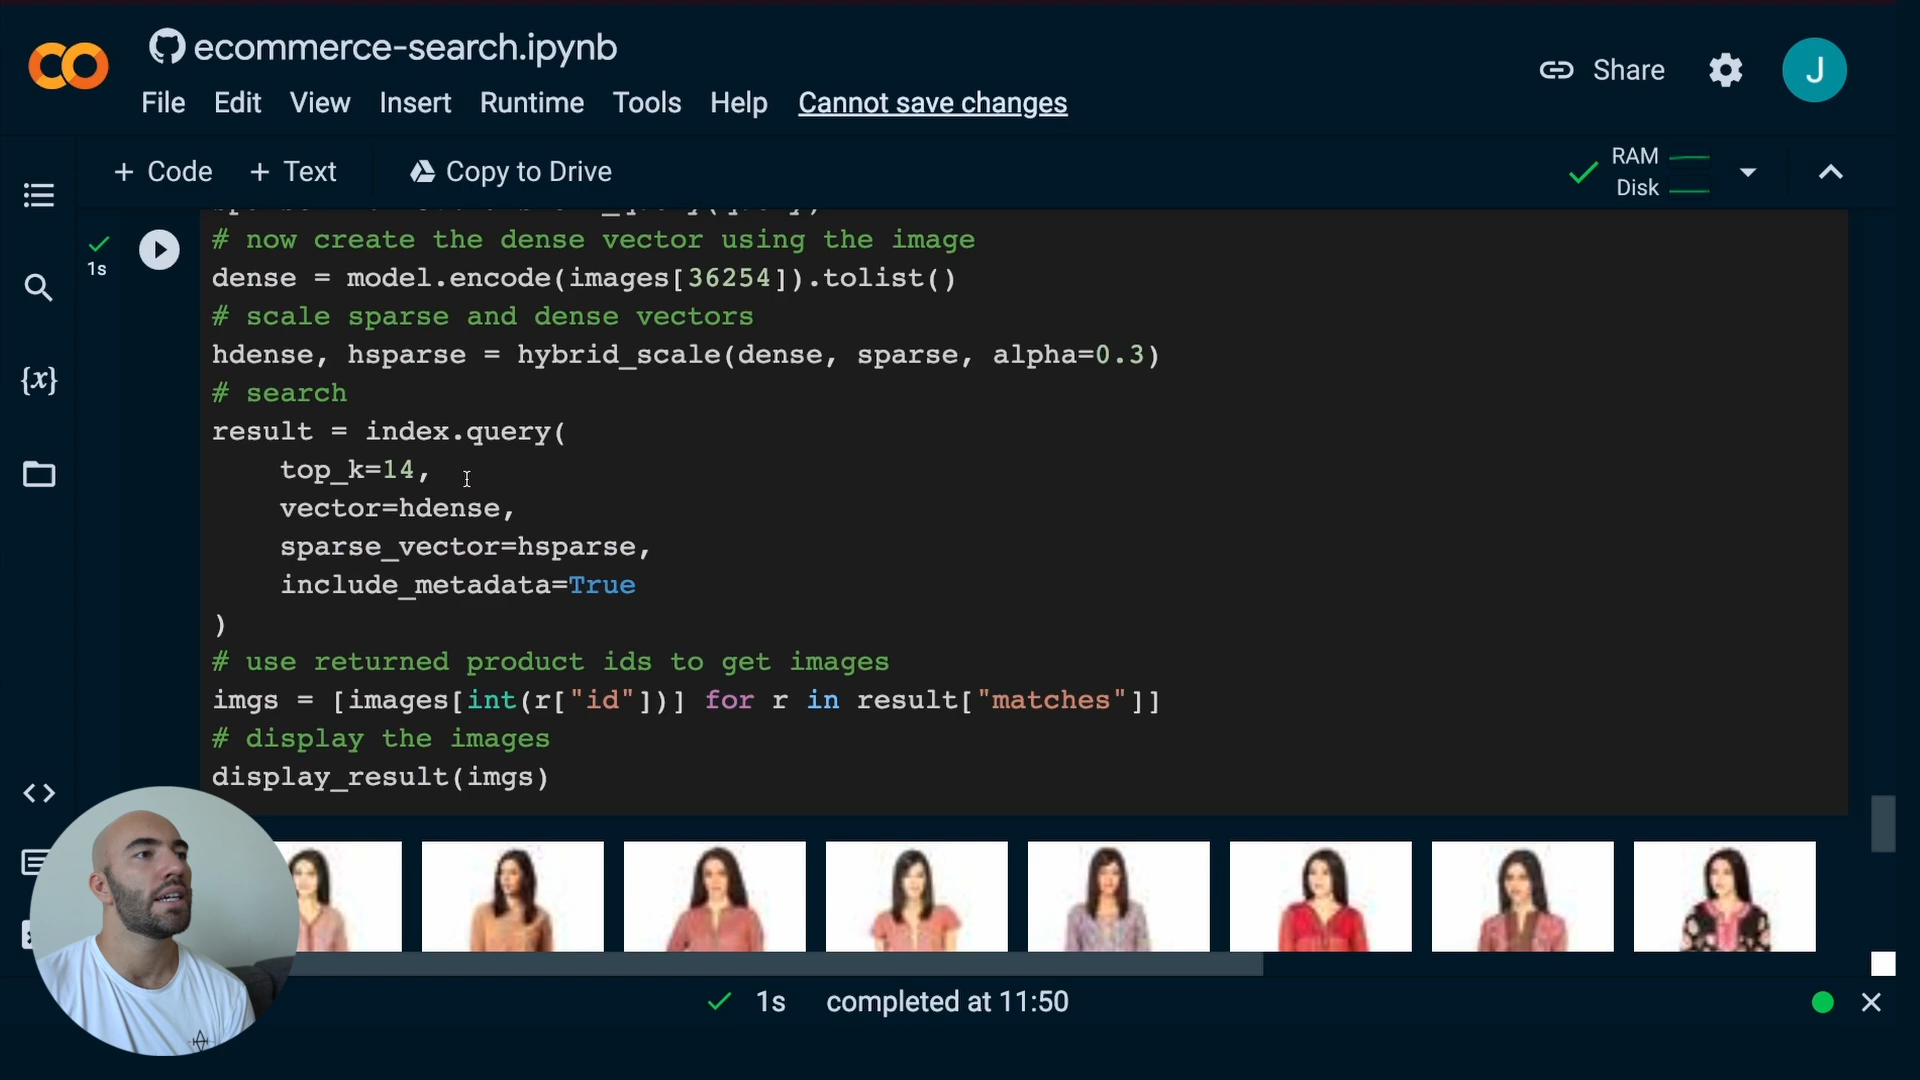 ecommerce-search.ipynb
File Edit View Insert Runtime Tools Help Cannot save changes
Share
J
+ Code + Text Copy to Drive
RAM
Disk
# now create the dense vector using the image
1s
dense = model.encode(images[36254]).tolist()
# scale sparse and dense vectors
hdense, hsparse = hybrid_scale(dense, sparse, alpha=0.3)
# search
{x}
result = index.query(
top_k=14,
vector=hdense,
sparse_vector=hsparse,
include_metadata=True
)
# use returned product ids to get images
imgs = [images[int(r["id"])] for r in result["matches"]]
# display the images
display_result(imgs)
1s completed at 11:50